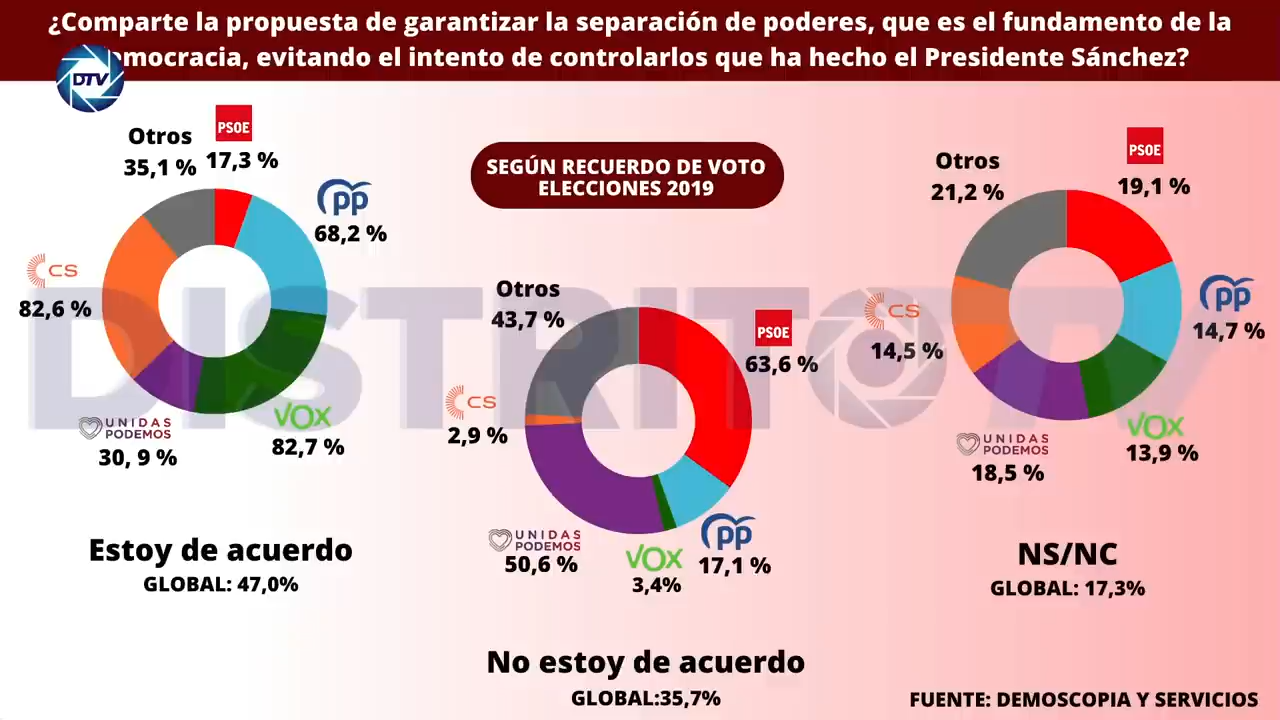 ¿Comparte la propuesta de garantizar la separación de poderes, que es el fundamento de la
mocracia, evitando el intento de controlarlos que ha hecho el Presidente Sánchez?
DTV
SEGÚN RECUERDO DE VOTO
ELECCIONES 2019
Otros
35,1 %
PSOE
17,3 %
pp
68,2 %
CS
82,6 %
UNIDAS
PODEMOS
30, 9 %
VOX
82,7 %
Estoy de acuerdo
GLOBAL: 47,0%
Otros
43,7 %
PSOE
63,6 %
CS
2,9 %
UNIDAS
PODEMOS
50,6 %
VOX
3,4%
pp
17,1 %
No estoy de acuerdo
GLOBAL:35,7%
Otros
21,2 %
PSOE
19,1 %
CS
14,5 %
pp
14,7 %
UNIDAS
PODEMOS
18,5 %
VOX
13,9 %
NS/NC
GLOBAL: 17,3%
DISTRITO TV
FUENTE: DEMOSCOPIA Y SERVICIOS